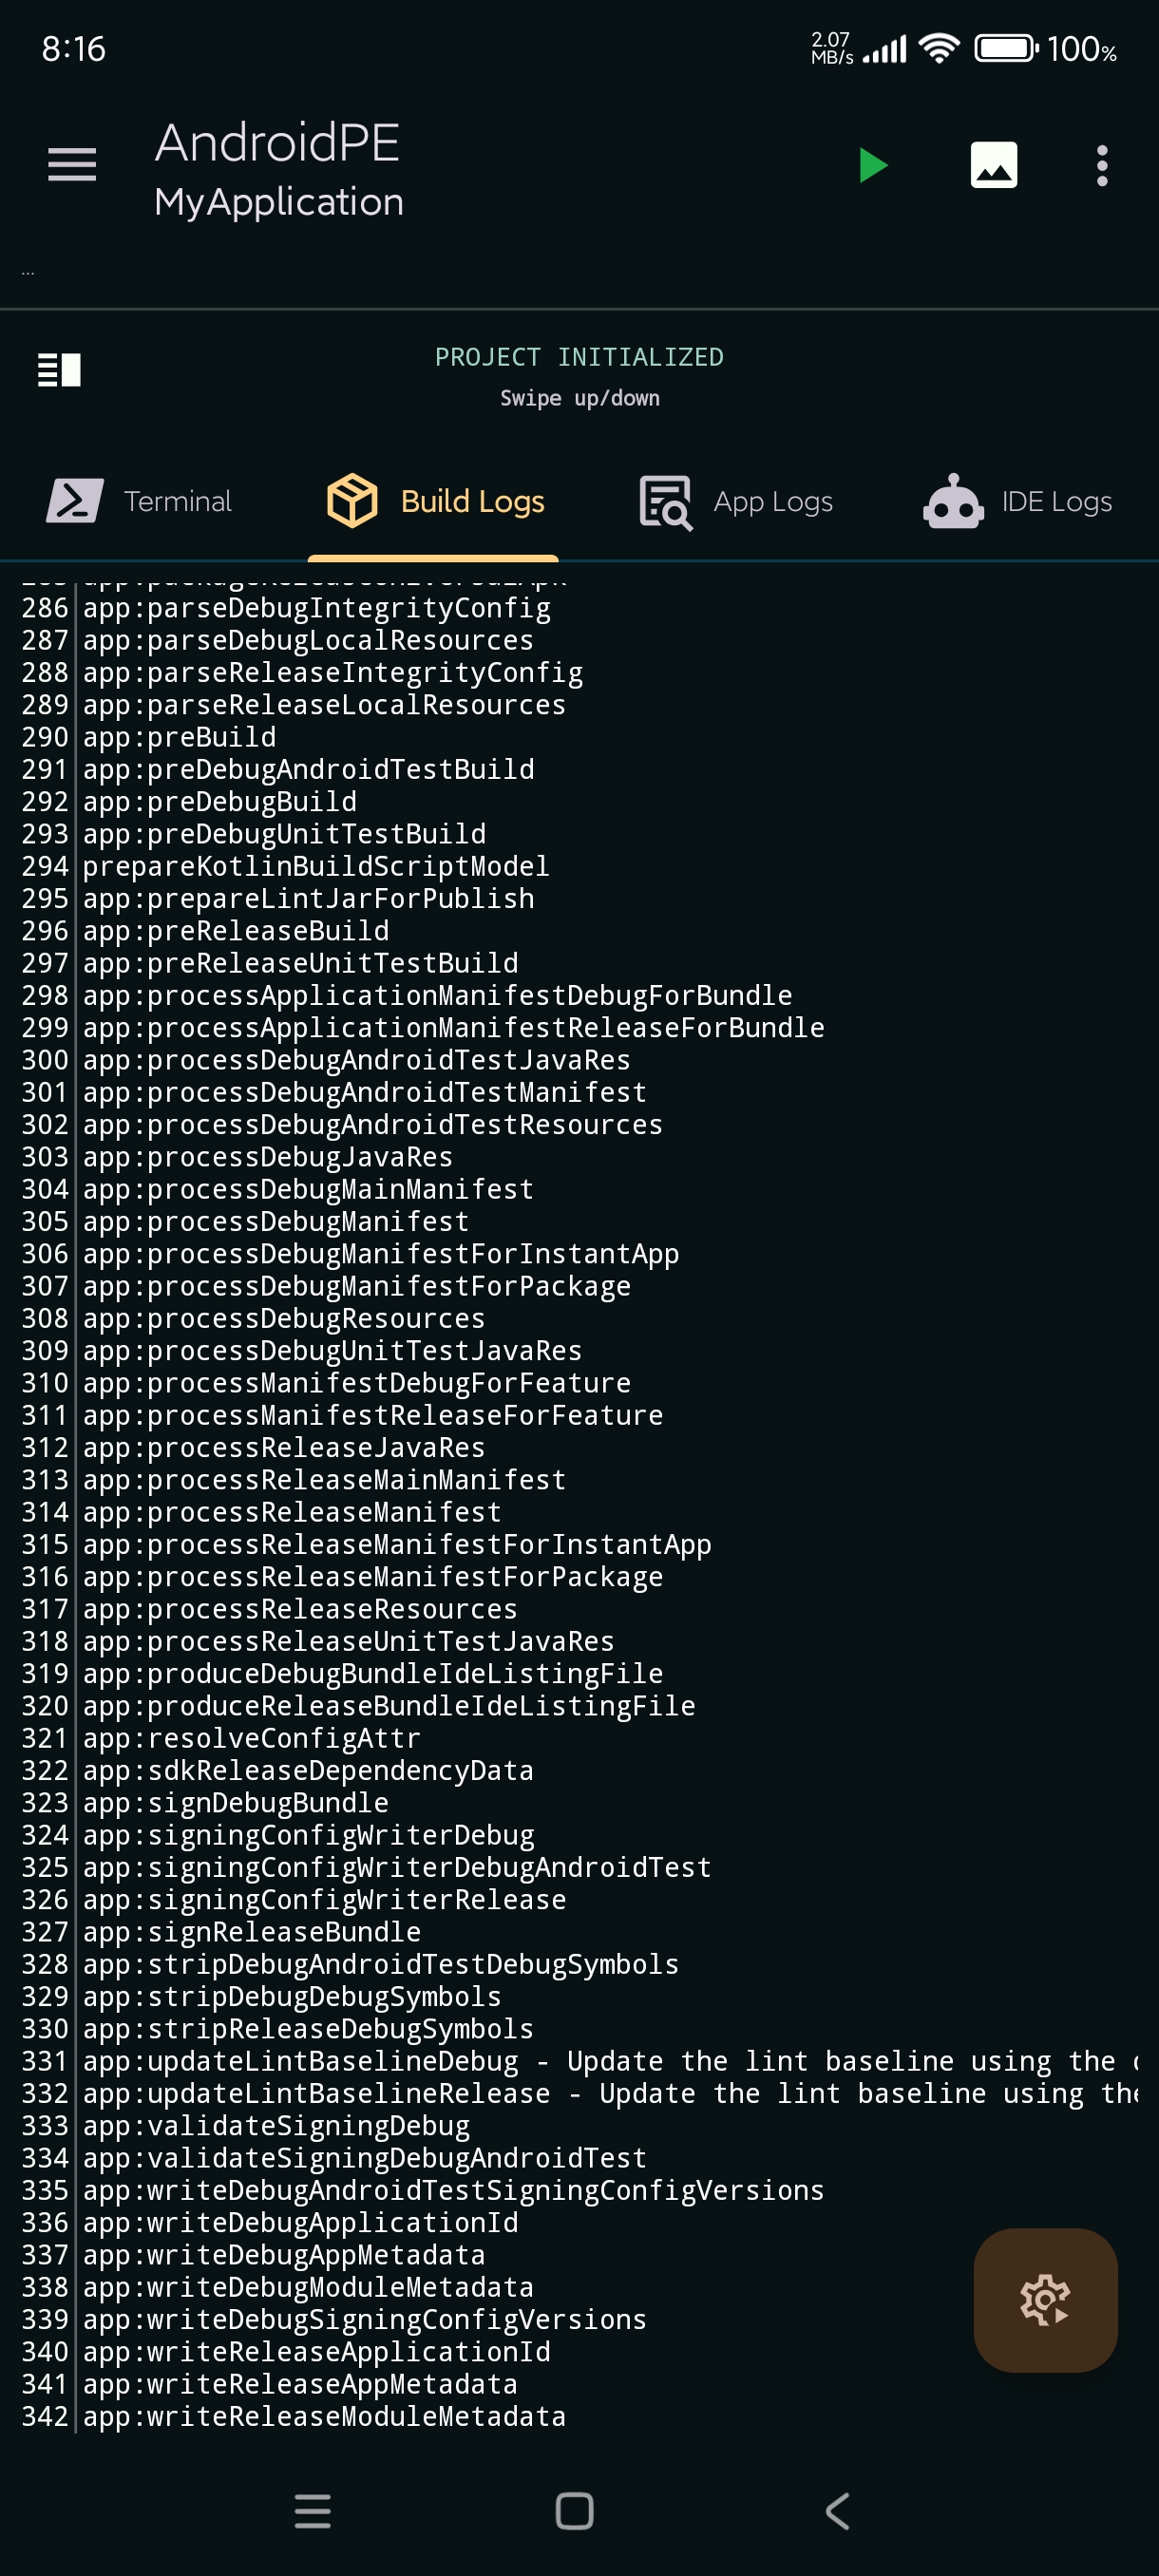 8:16
2.07
MB/s
100%
AndroidPE
MyApplication
...
PROJECT INITIALIZED
Swipe up/down
Terminal
Build Logs
App Logs
IDE Logs
286 app:parseDebugIntegrityConfig
287 app:parseDebugLocalResources
288 app:parseReleaseIntegrityConfig
289 app:parseReleaseLocalResources
290 app:preBuild
291 app:preDebugAndroidTestBuild
292 app:preDebugBuild
293 app:preDebugUnitTestBuild
294 prepareKotlinBuildScriptModel
295 app:prepareLintJarForPublish
296 app:preReleaseBuild
297 app:preReleaseUnitTestBuild
298 app:processApplicationManifestDebugForBundle
299 app:processApplicationManifestReleaseForBundle
300 app:processDebugAndroidTestJavaRes
301 app:processDebugAndroidTestManifest
302 app:processDebugAndroidTestResources
303 app:processDebugJavaRes
304 app:processDebugMainManifest
305 app:processDebugManifest
306 app:processDebugManifestForInstantApp
307 app:processDebugManifestForPackage
308 app:processDebugResources
309 app:processDebugUnitTestJavaRes
310 app:processManifestDebugForFeature
311 app:processManifestReleaseForFeature
312 app:processReleaseJavaRes
313 app:processReleaseMainManifest
314 app:processReleaseManifest
315 app:processReleaseManifestForInstantApp
316 app:processReleaseManifestForPackage
317 app:processReleaseResources
318 app:processReleaseUnitTestJavaRes
319 app:produceDebugBundleIdeListingFile
320 app:produceReleaseBundleIdeListingFile
321 app:resolveConfigAttr
322 app:sdkReleaseDependencyData
323 app:signDebugBundle
324 app:signingConfigWriterDebug
325 app:signingConfigWriterDebugAndroidTest
326 app:signingConfigWriterRelease
327 app:signReleaseBundle
328 app:stripDebugAndroidTestDebugSymbols
329 app:stripDebugDebugSymbols
330 app:stripReleaseDebugSymbols
331 app:updateLintBaselineDebug - Update the lint baseline using the
332 app:updateLintBaselineRelease - Update the lint baseline using the
333 app:validateSigningDebug
334 app:validateSigningDebugAndroidTest
335 app:writeDebugAndroidTestSigningConfigVersions
336 app:writeDebugApplicationId
337 app:writeDebugAppMetadata
338 app:writeDebugModuleMetadata
339 app:writeDebugSigningConfigVersions
340 app:writeReleaseApplicationId
341 app:writeReleaseAppMetadata
342 app:writeReleaseModuleMetadata